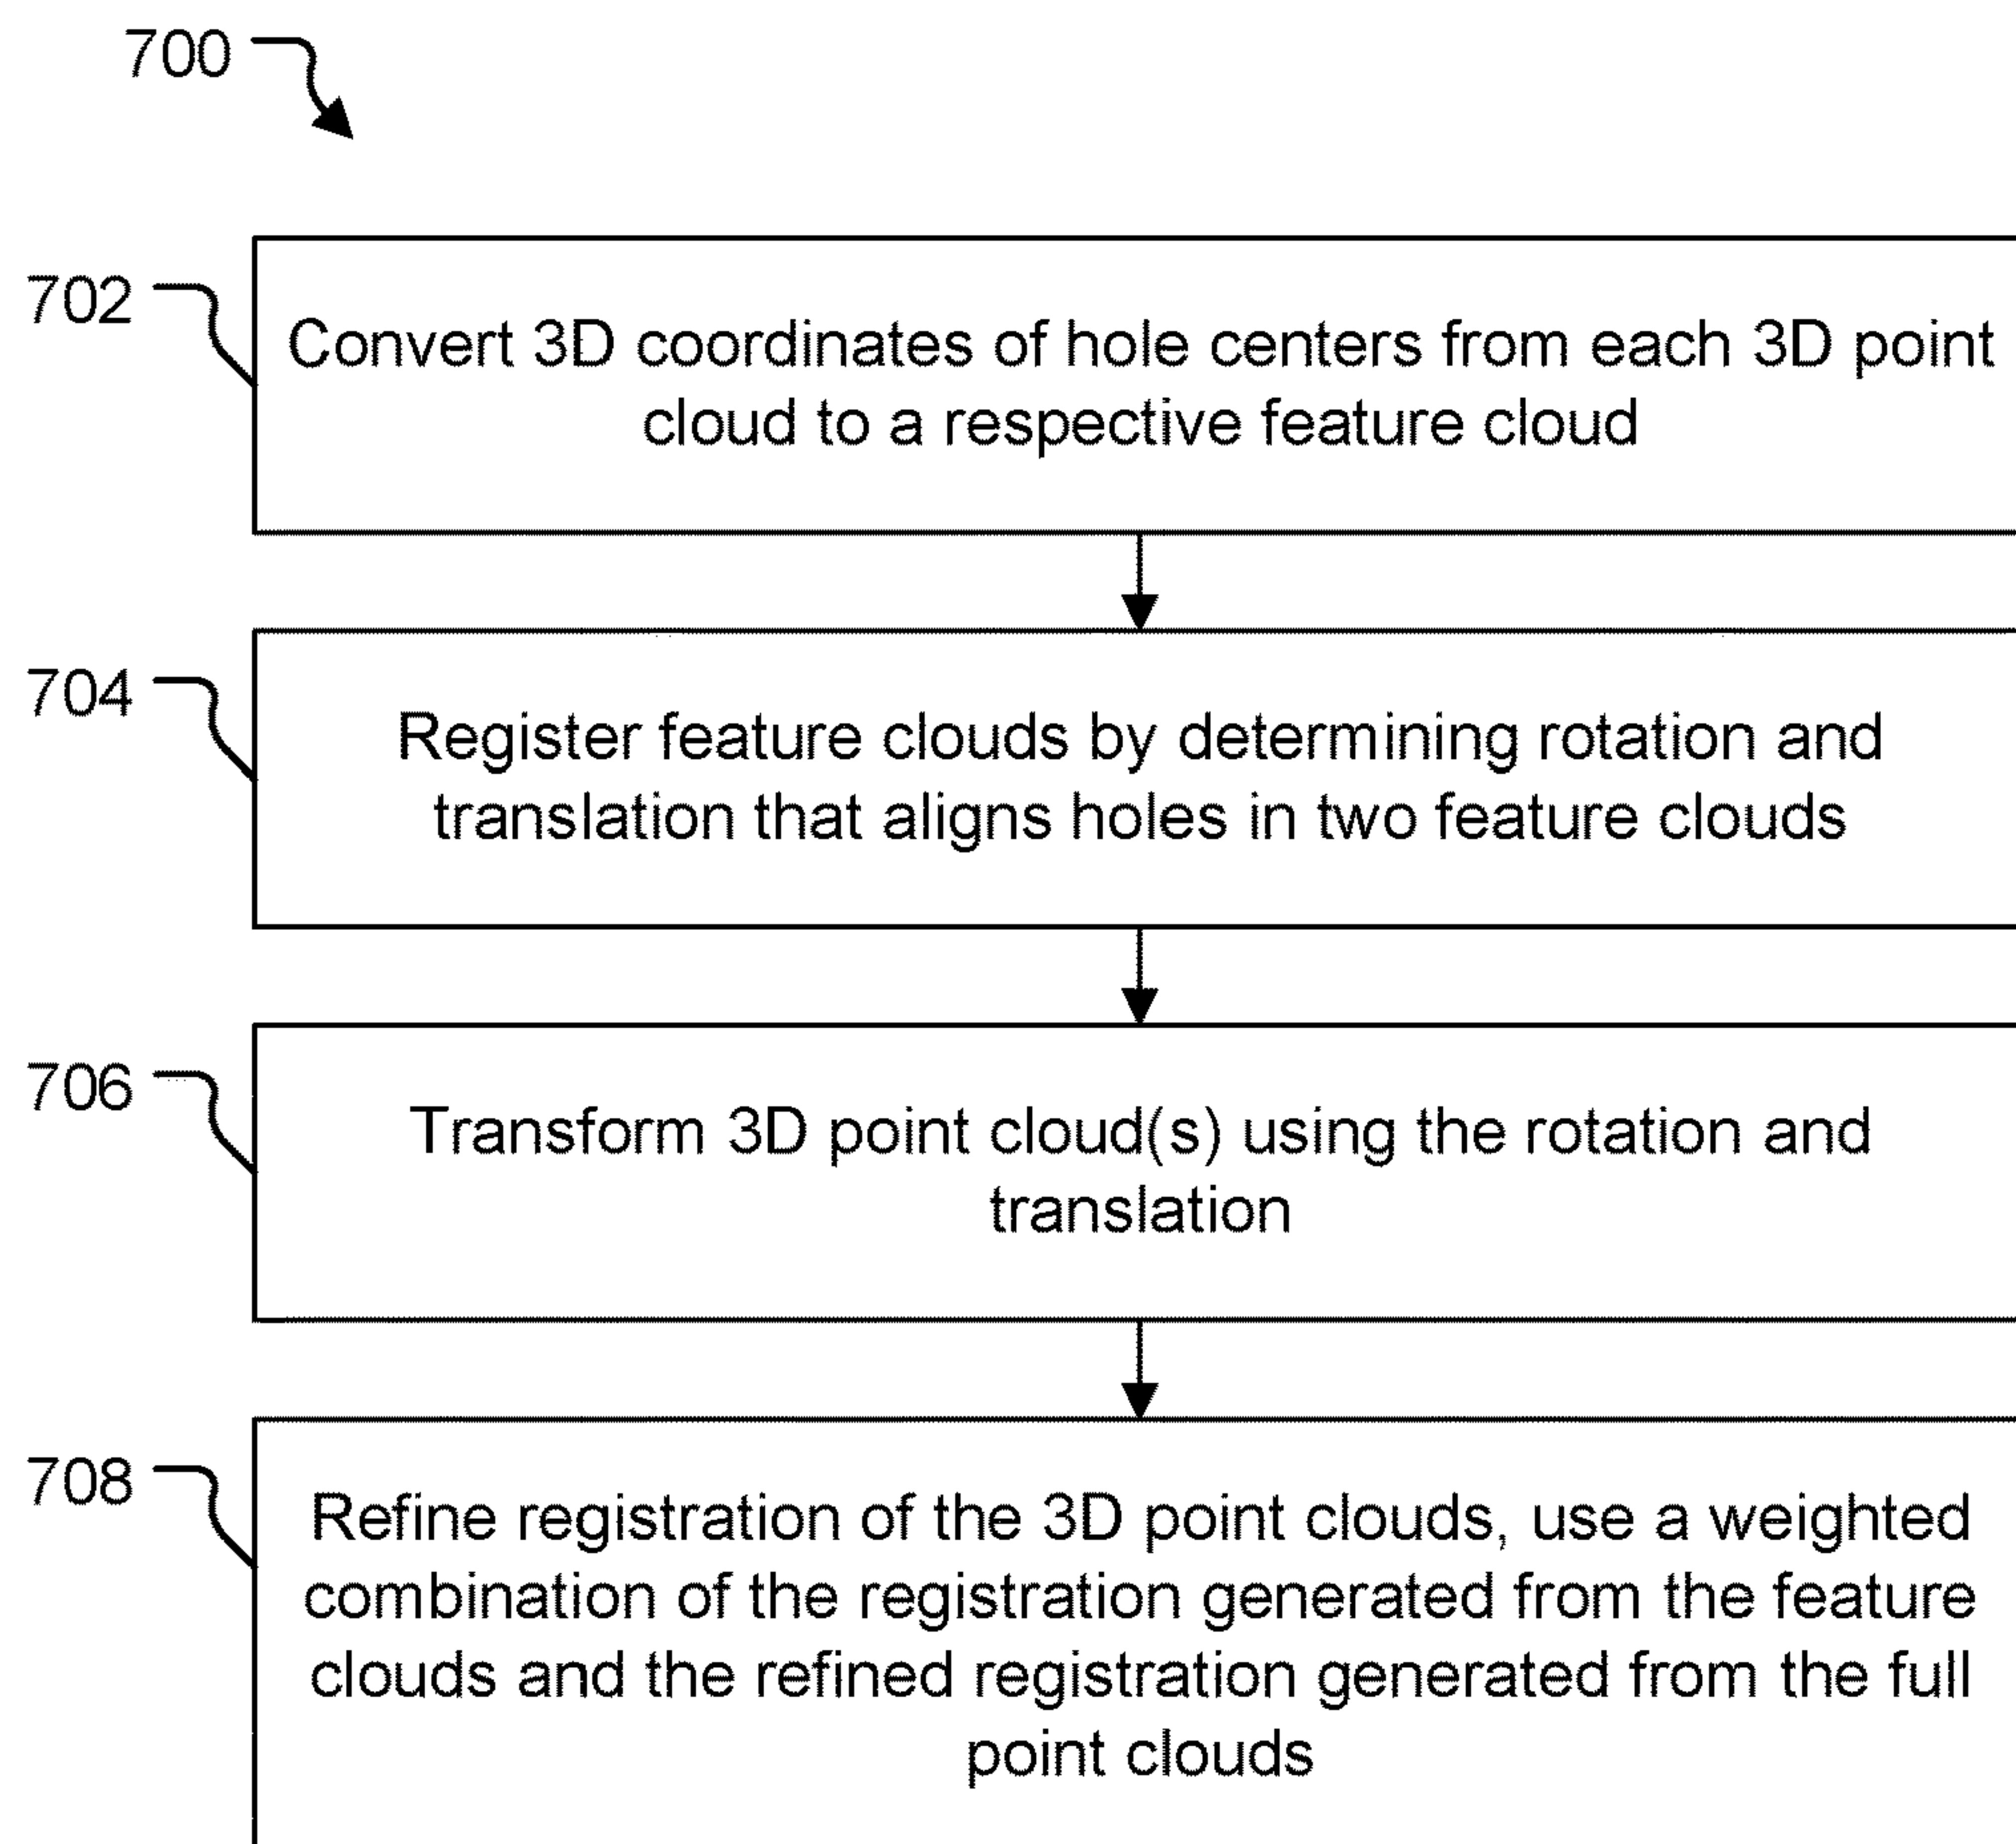 700
702
Convert 3D coordinates of hole centers from each 3D point
cloud to a respective feature cloud
704
Register feature clouds by determining rotation and
translation that aligns holes in two feature clouds
706
Transform 3D point cloud(s) using the rotation and
translation
708
Refine registration of the 3D point clouds, use a weighted
combination of the registration generated from the feature
clouds and the refined registration generated from the full
point clouds